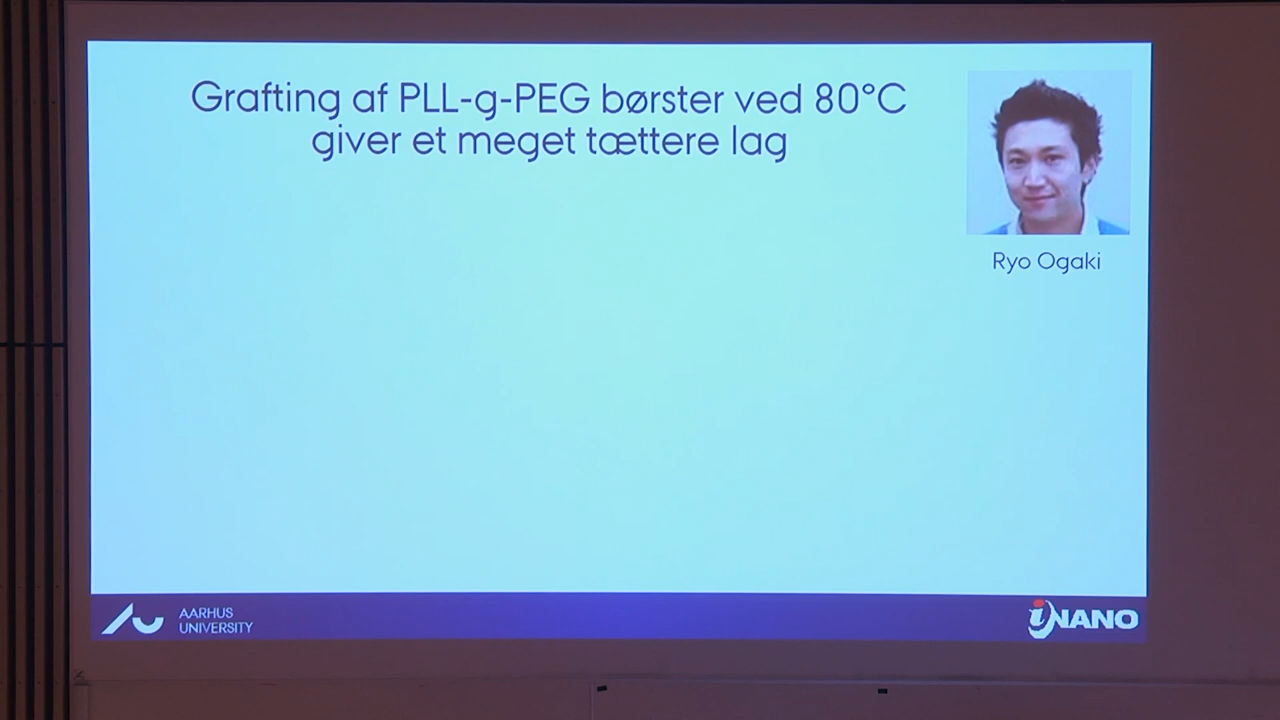 Grafting af PLL-g-PEG børster ved 80°C
giver et meget tættere lag
Ryo Ogaki
AARHUS
UNIVERSITY
iNANO